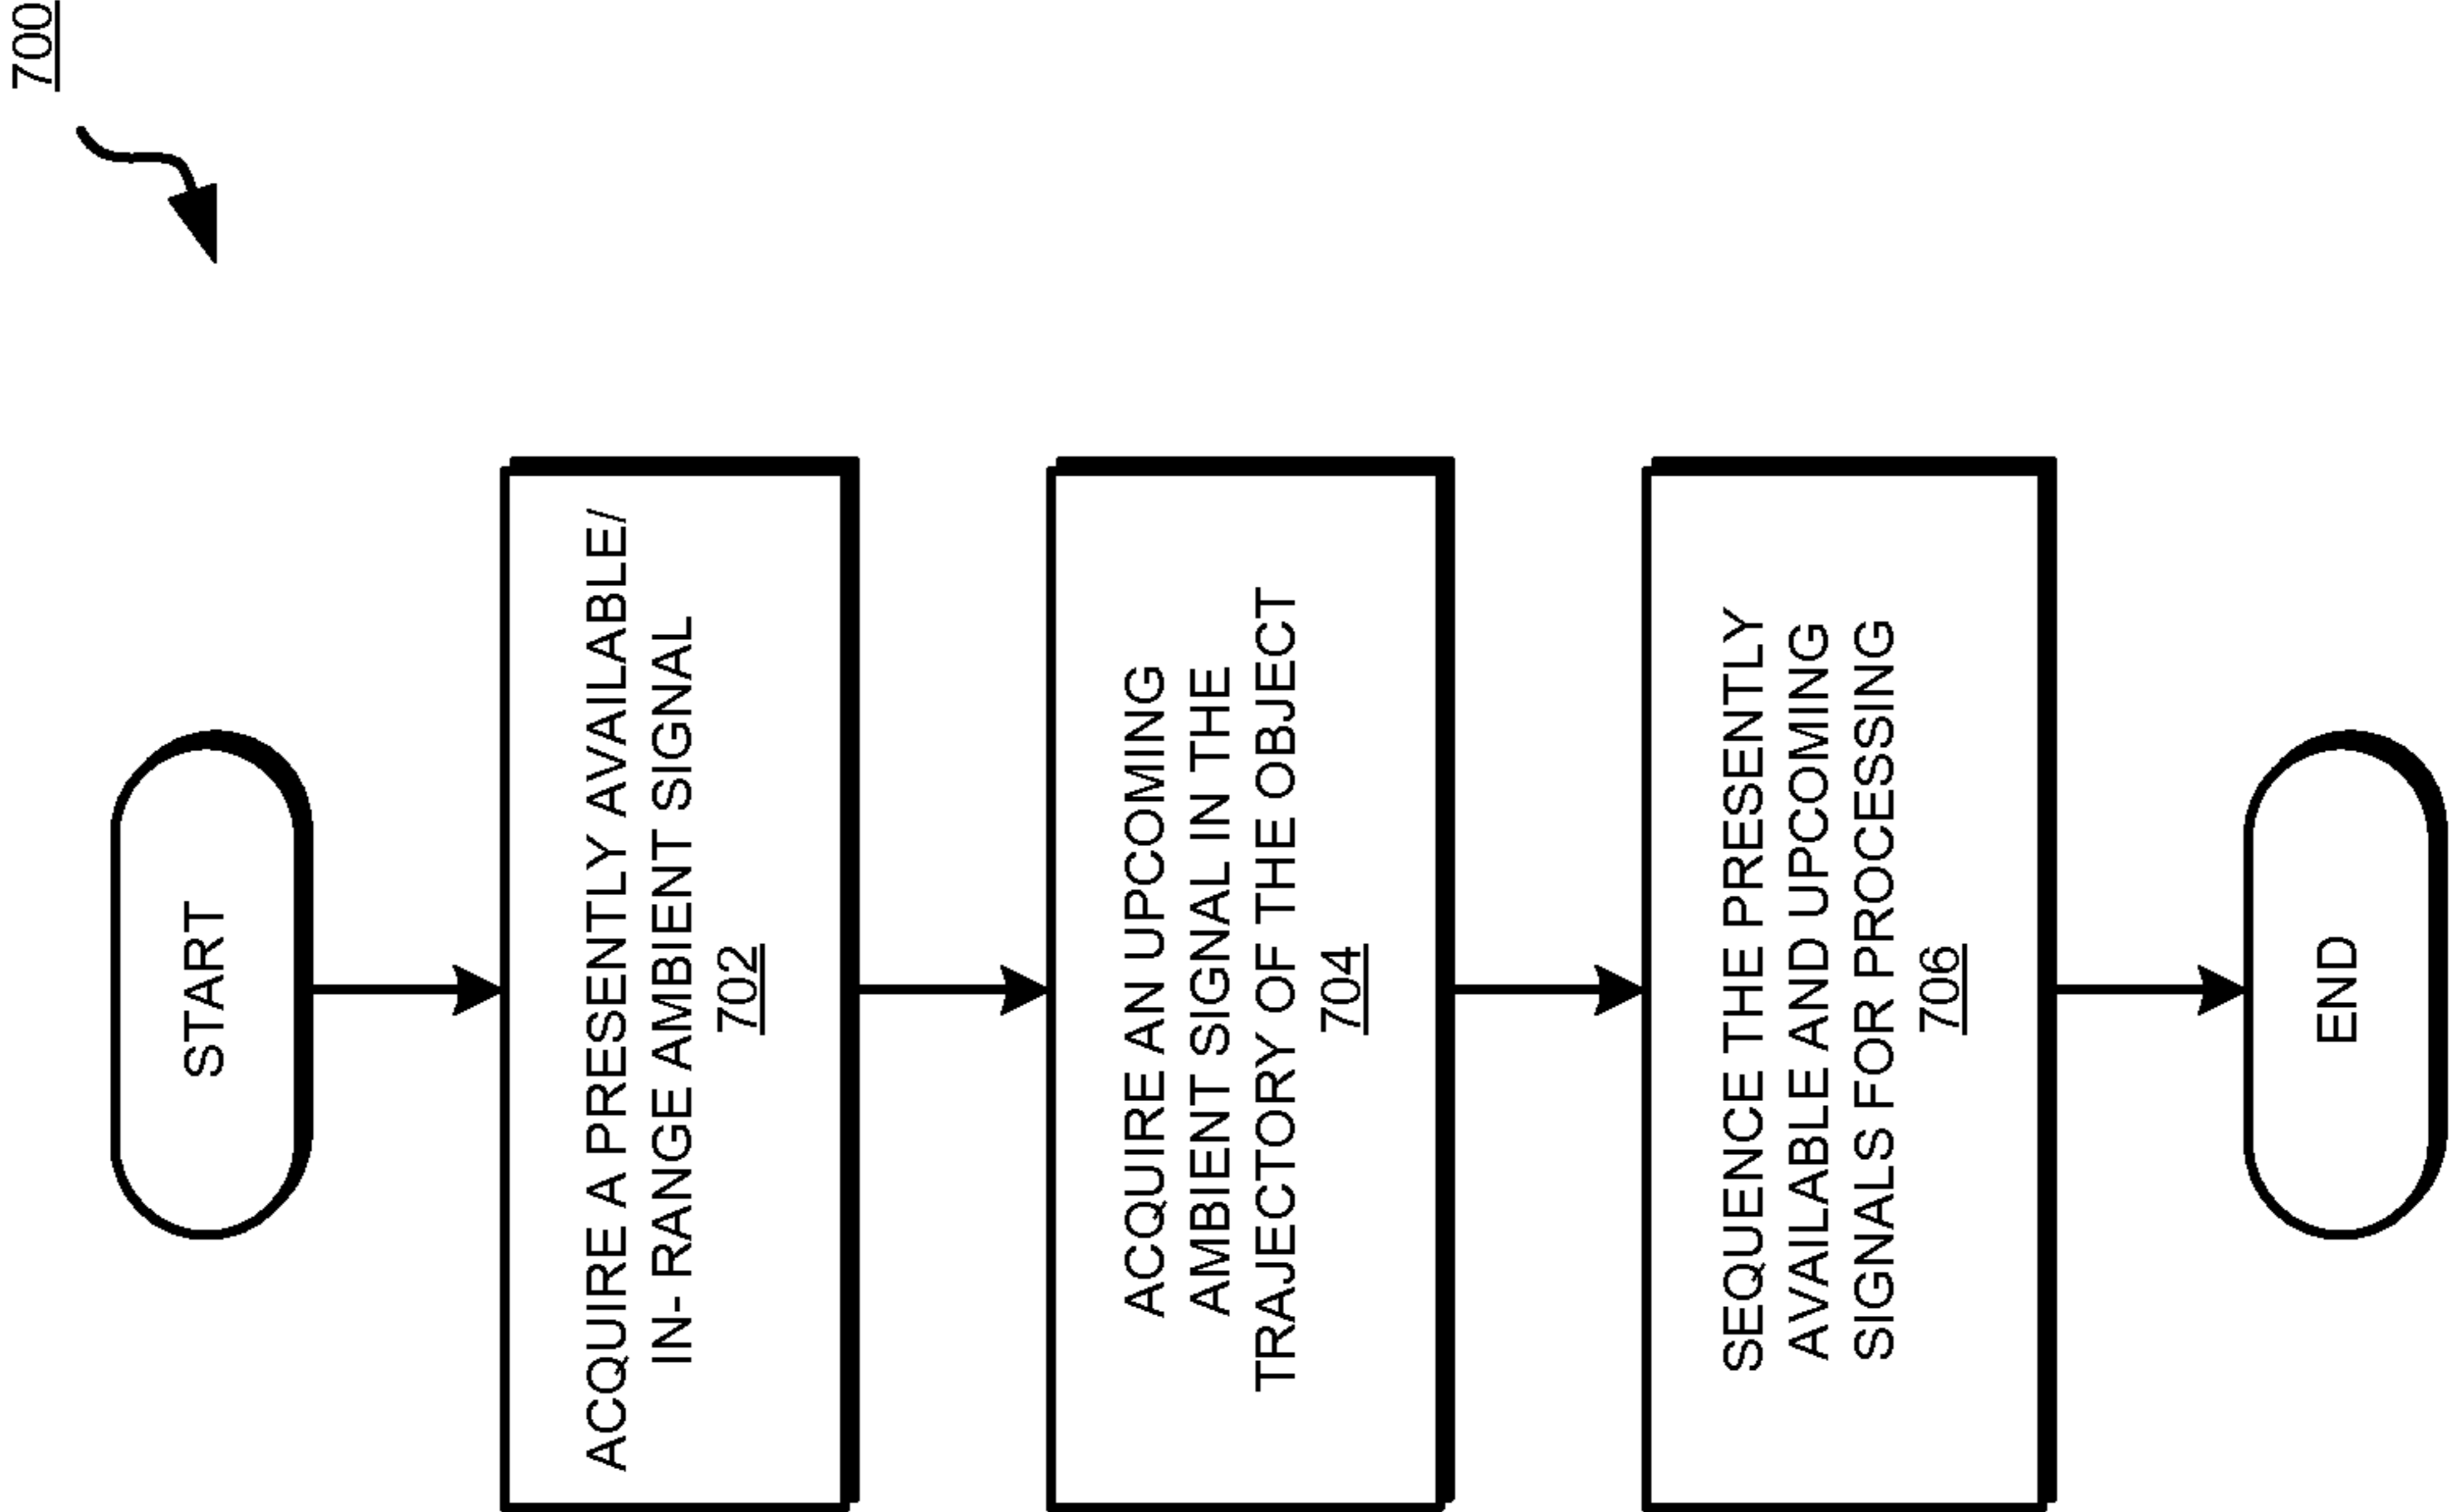 700
START
ACQUIRE A PRESENTLY AVAILABLE/
IN- RANGE AMBIENT SIGNAL
702
ACQUIRE AN UPCOMING
AMBIENT SIGNAL IN THE
TRAJECTORY OF THE OBJECT
704
SEQUENCE THE PRESENTLY
AVAILABLE AND UPCOMING
SIGNALS FOR PROCESSING
706
END